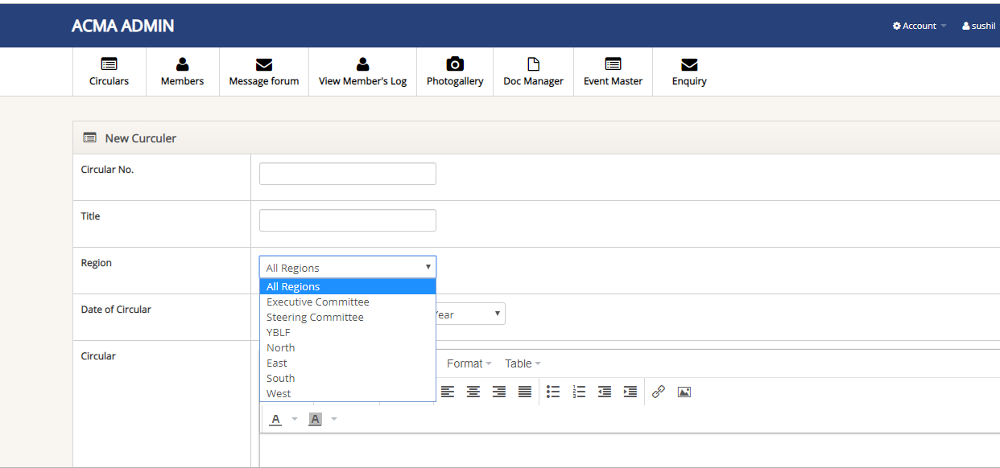 ACMA ADMIN
Account
sushil
Circulars
Members
Message forum
View Member's Log
Photogallery
Doc Manager
Event Master
Enquiry
New Curculer
Circular No.
Title
Region
All Regions
All Regions
Executive Committee
Steering Committee
YBLF
North
East
South
West
Date of Circular
Year
Circular
Format
Table
A
A